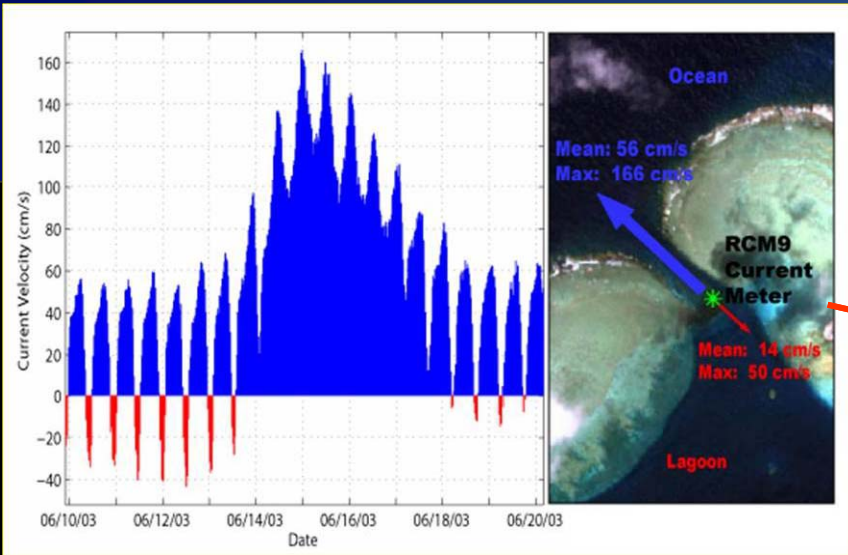 160
140
120
100
80
60
40
20
0
−20
−40
Current Velocity (cm/s)
06/10/03 06/12/03 06/14/03 06/16/03 06/18/03 06/20/03
Date
Ocean
Mean: 56 cm/s
Max: 166 cm/s
RCM9
Current
Meter
Mean: 14 cm/s
Max: 50 cm/s
Lagoon